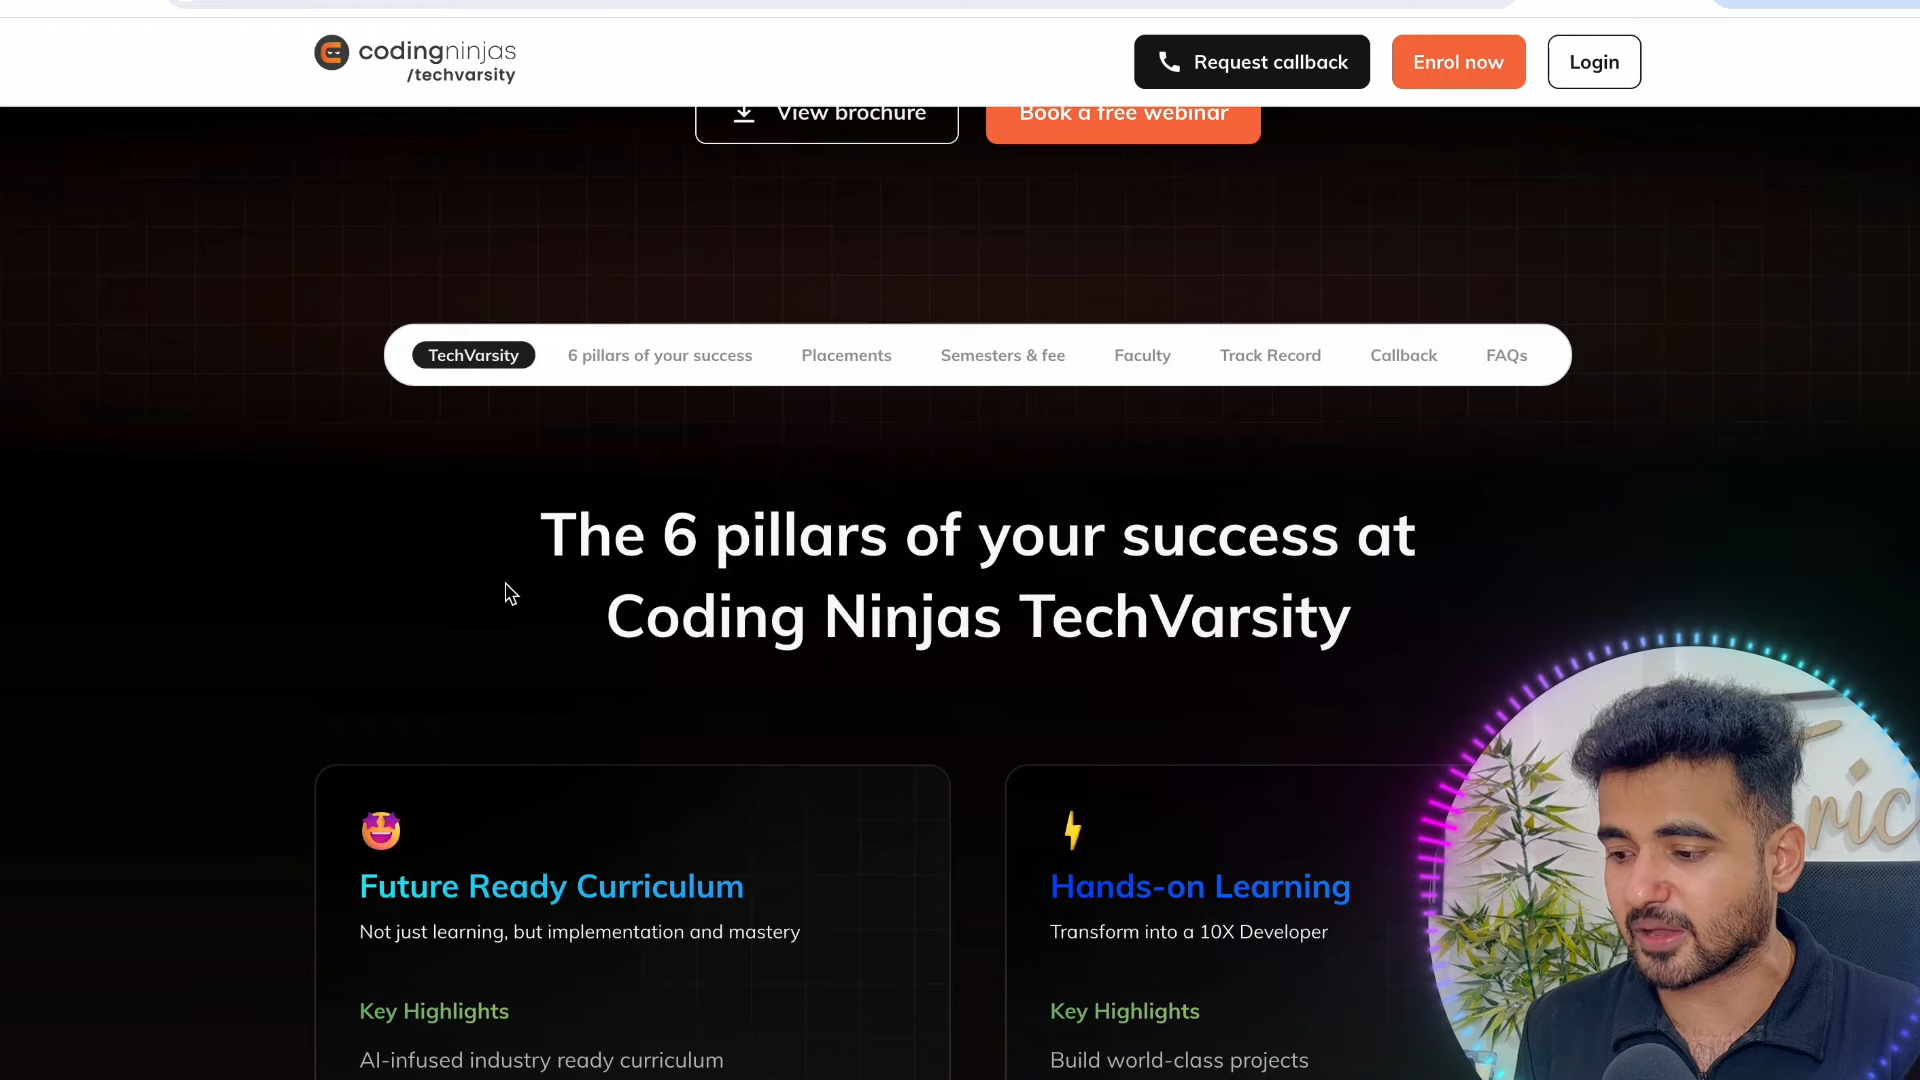 codingninjas
/techvarsity
Request callback
Enrol now
Login
View brochure
Book a free webinar
TechVarsity
6 pillars of your success
Placements
Semesters & fee
Faculty
Track Record
Callback
FAQs
The 6 pillars of your success at
Coding Ninjas TechVarsity
Future Ready Curriculum
Not just learning, but implementation and mastery
Key Highlights
AI-infused industry ready curriculum
Hands-on Learning
Transform into a 10X Developer
Key Highlights
Build world-class projects